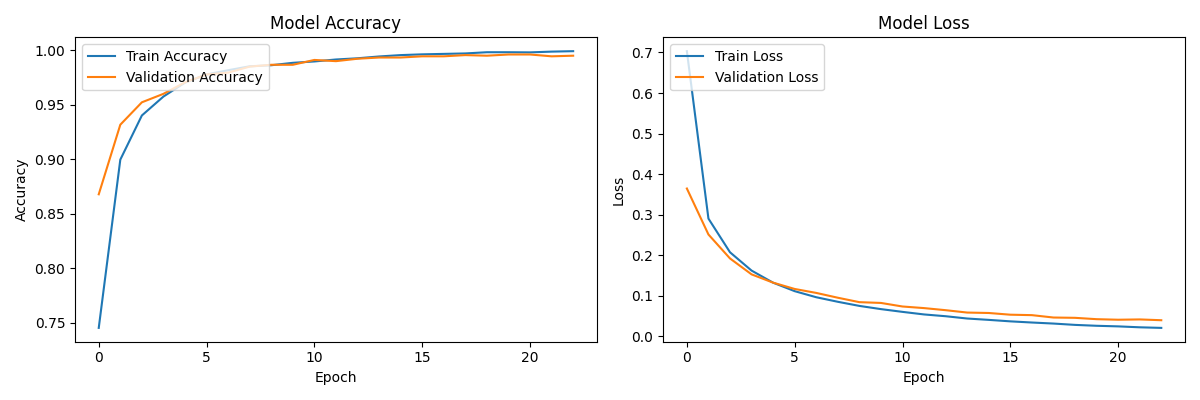 Model Accuracy
Train Accuracy
Validation Accuracy
1.00
0.95
0.90
0.85
0.80
0.75
Accuracy
0
5
10
15
20
Epoch
Model Loss
Train Loss
Validation Loss
0.7
0.6
0.5
0.4
0.3
0.2
0.1
0.0
Loss
0
5
10
15
20
Epoch